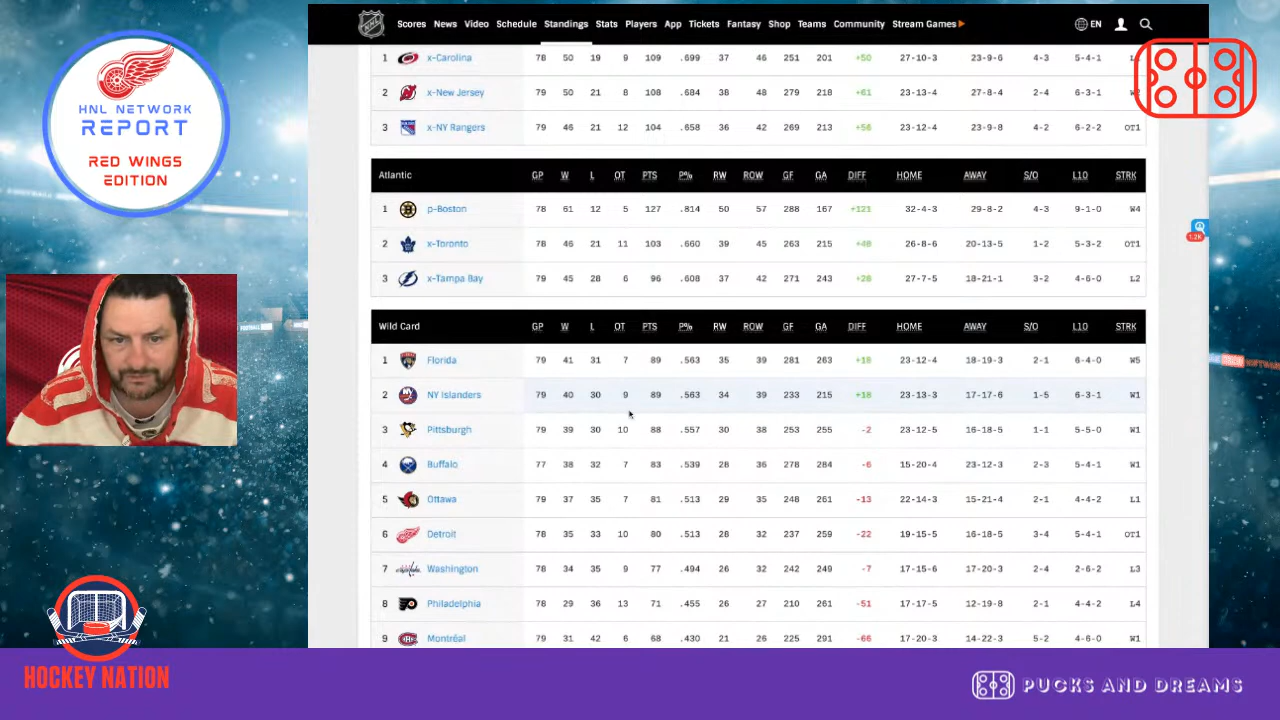 Scores News Video Schedule Standings Stats Players App Tickets Fantasy Shop Teams Community Stream Games EN
HNL NETWORK
REPORT
RED WINGS
EDITION
1 x-Carolina 78 50 19 9 109 .699 37 46 251 201 +50 27-10-3 23-9-6 4-3 5-4-1
2 x-New Jersey 79 50 21 8 108 .684 38 48 279 218 +61 23-13-4 27-8-4 2-4 6-3-1
3 x-NY Rangers 79 46 21 12 104 .658 36 42 269 213 +56 23-12-4 23-9-8 4-2 6-2-2 OT1
Atlantic GP W L OT PTS P% RW ROW GF GA DIFF HOME AWAY S/O L10 STRK
1 p-Boston 78 61 12 5 127 .814 50 57 288 167 +121 32-4-3 29-8-2 4-3 9-1-0 W4
2 x-Toronto 78 46 21 11 103 .660 39 45 263 215 +48 26-8-6 20-13-5 1-2 5-3-2 OT1
3 x-Tampa Bay 79 45 28 6 96 .608 37 42 271 243 +28 27-7-5 18-21-1 3-2 4-6-0 L2
1.2K
Wild Card GP W L OT PTS P% RW ROW GF GA DIFF HOME AWAY S/O L10 STRK
1 Florida 79 41 31 7 89 .563 35 39 281 263 +18 23-12-4 18-19-3 2-1 6-4-0 W5
2 NY Islanders 79 40 30 9 89 .563 34 39 233 215 +18 23-13-3 17-17-6 1-1 6-3-1 W1
3 Pittsburgh 79 39 30 10 88 .557 30 38 253 255 -2 23-12-5 16-18-5 1-1 5-5-0 W1
4 Buffalo 77 38 32 7 83 .539 28 36 278 284 -6 15-20-4 23-12-3 2-3 5-4-1 W1
5 Ottawa 79 37 35 7 81 .513 29 35 248 261 -13 22-14-3 15-21-4 2-1 4-4-2 L1
6 Detroit 78 35 33 10 80 .513 28 32 237 259 -22 19-15-5 16-18-5 3-4 5-4-1 OT1
7 Washington 78 34 35 9 77 .494 26 32 242 249 -7 17-15-6 17-20-3 2-4 2-6-2 L3
8 Philadelphia 78 29 36 13 71 .455 26 27 210 261 -51 17-17-5 12-19-8 2-1 4-4-2 L4
9 Montréal 79 31 42 6 68 .430 21 26 225 291 -66 17-20-3 14-22-3 5-2 4-6-0 W1
HOCKEY NATION
PUCKS AND DREAMS